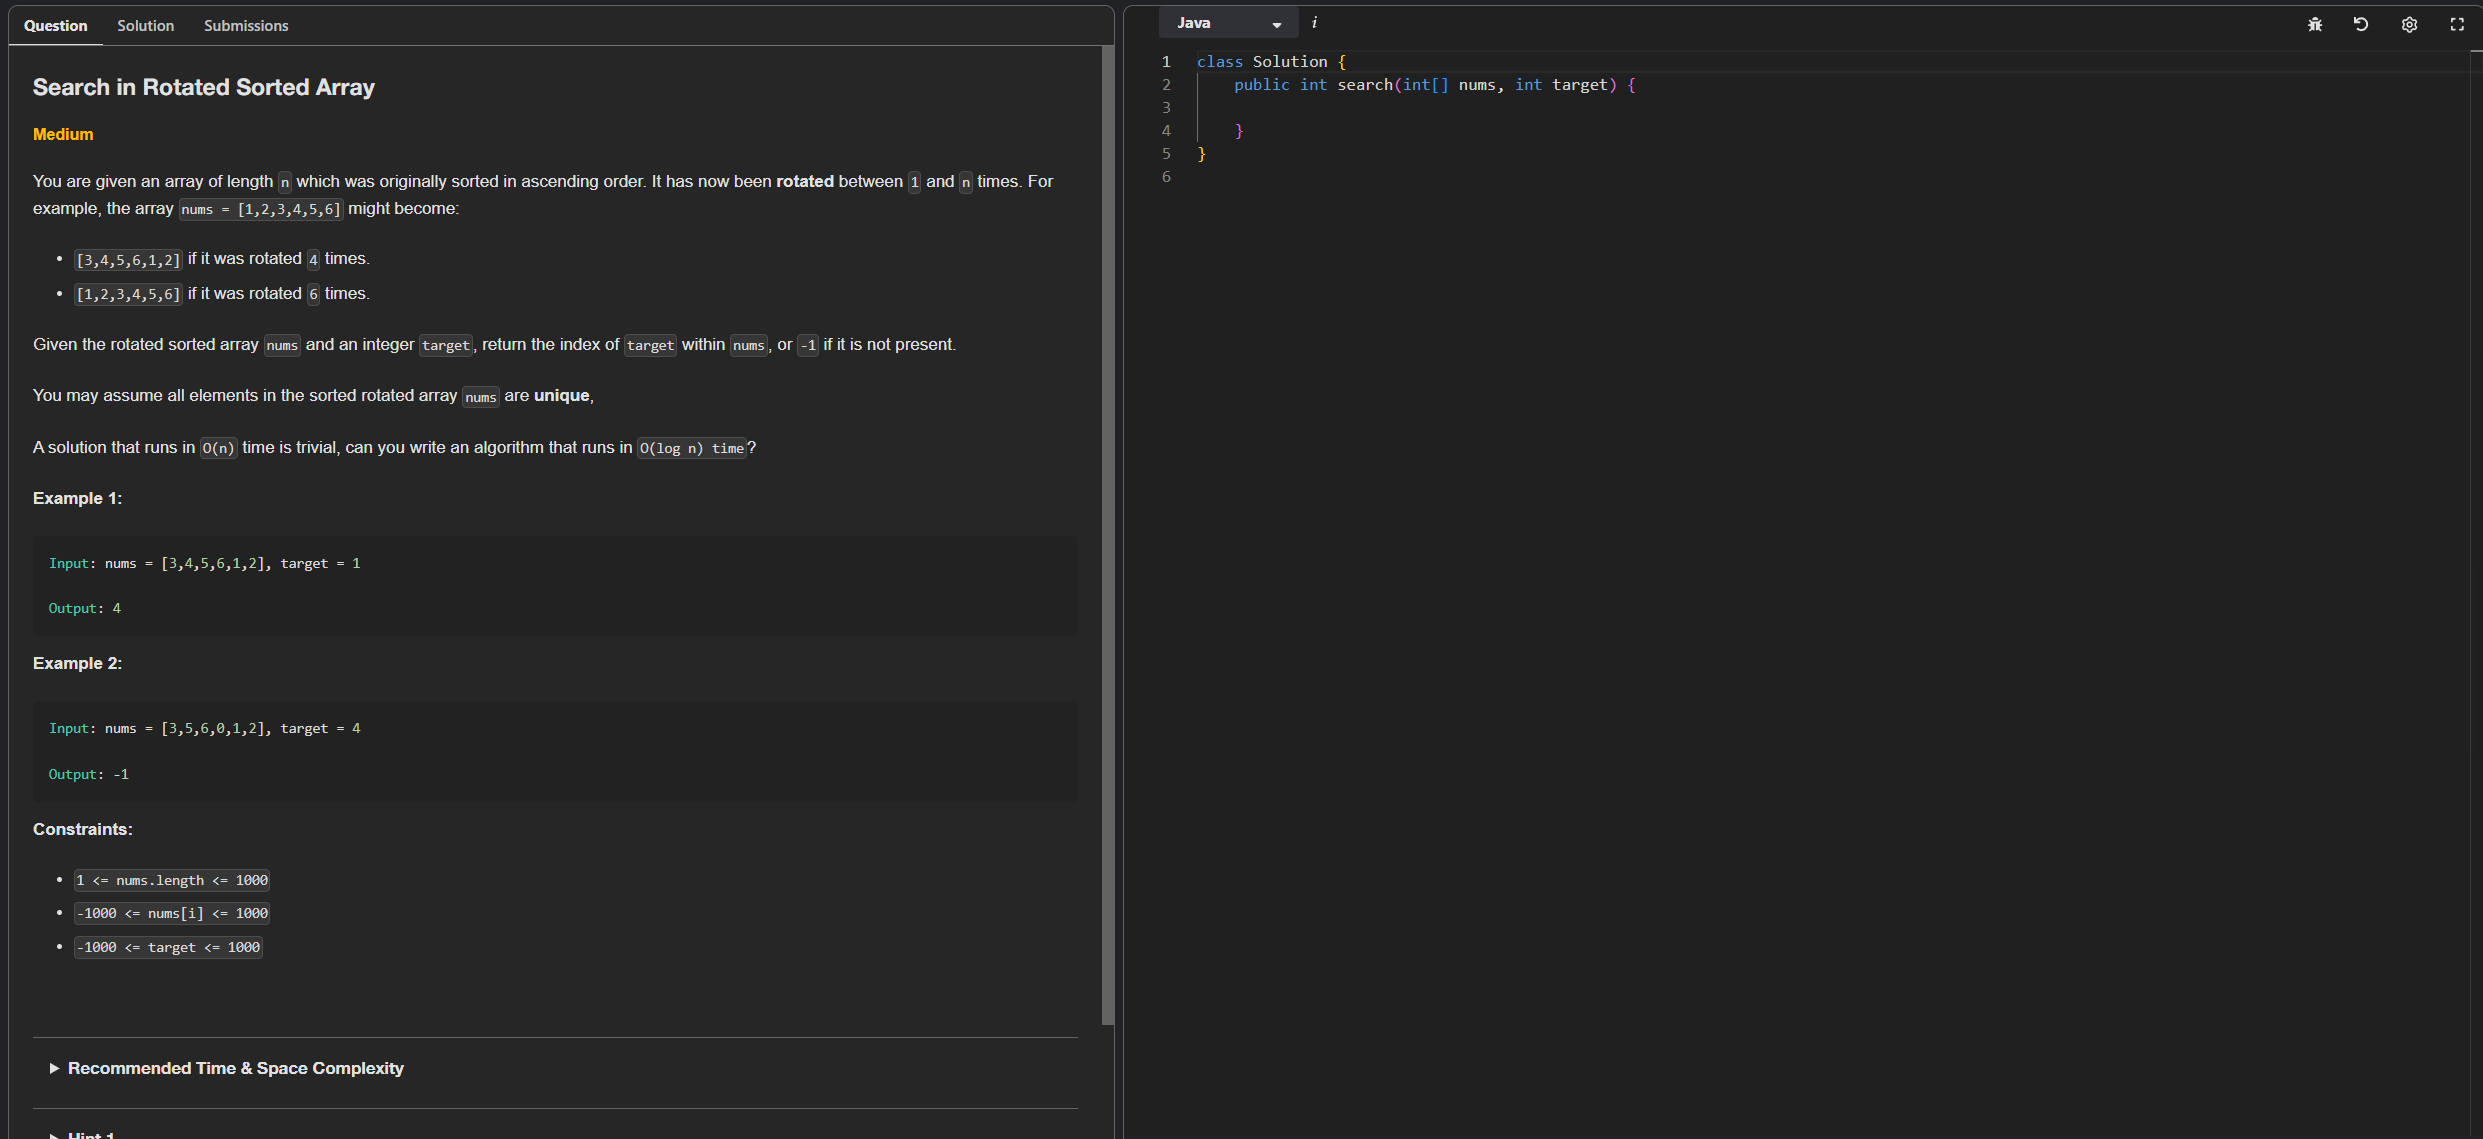 Question Solution Submissions
Search in Rotated Sorted Array
Medium
You are given an array of length n which was originally sorted in ascending order. It has now been rotated between 1 and n times. For
example, the array nums = [1,2,3,4,5,6] might become:
• [3,4,5,6,1,2] if it was rotated 4 times.
• [1,2,3,4,5,6] if it was rotated 6 times.
Given the rotated sorted array nums and an integer target, return the index of target within nums, or -1 if it is not present.
You may assume all elements in the sorted rotated array nums are unique,
A solution that runs in O(n) time is trivial, can you write an algorithm that runs in O(log n) time?
Example 1:
Input: nums = [3,4,5,6,1,2], target = 1
Output: 4
Example 2:
Input: nums = [3,5,6,0,1,2], target = 4
Output: -1
Constraints:
• 1 <= nums.length <= 1000
• -1000 <= nums[i] <= 1000
• -1000 <= target <= 1000
Recommended Time & Space Complexity
Hint 1
Java i
1 class Solution {
2 public int search(int[] nums, int target) {
3
4 }
5 }
6